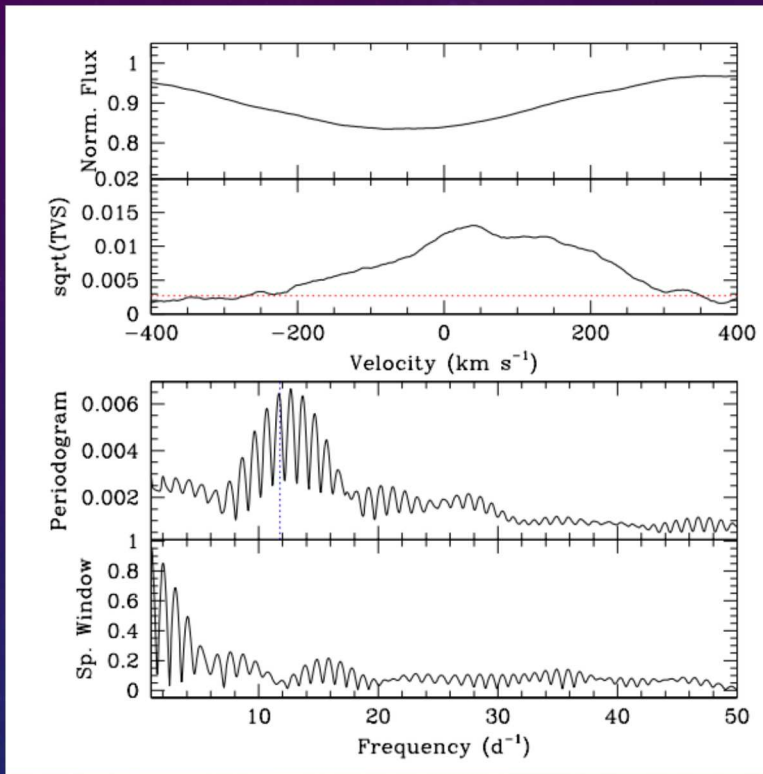 1
0.9
0.8
Norm. Flux
0.02
0.015
0.01
0.005
0
sqrt(TVS)
−400 −200 0 200 400
Velocity (km s⁻¹)
0.006
0.004
0.002
Periodogram
1
0.8
0.6
0.4
0.2
0
Sp. Window
10 20 30 40 50
Frequency (d⁻¹)